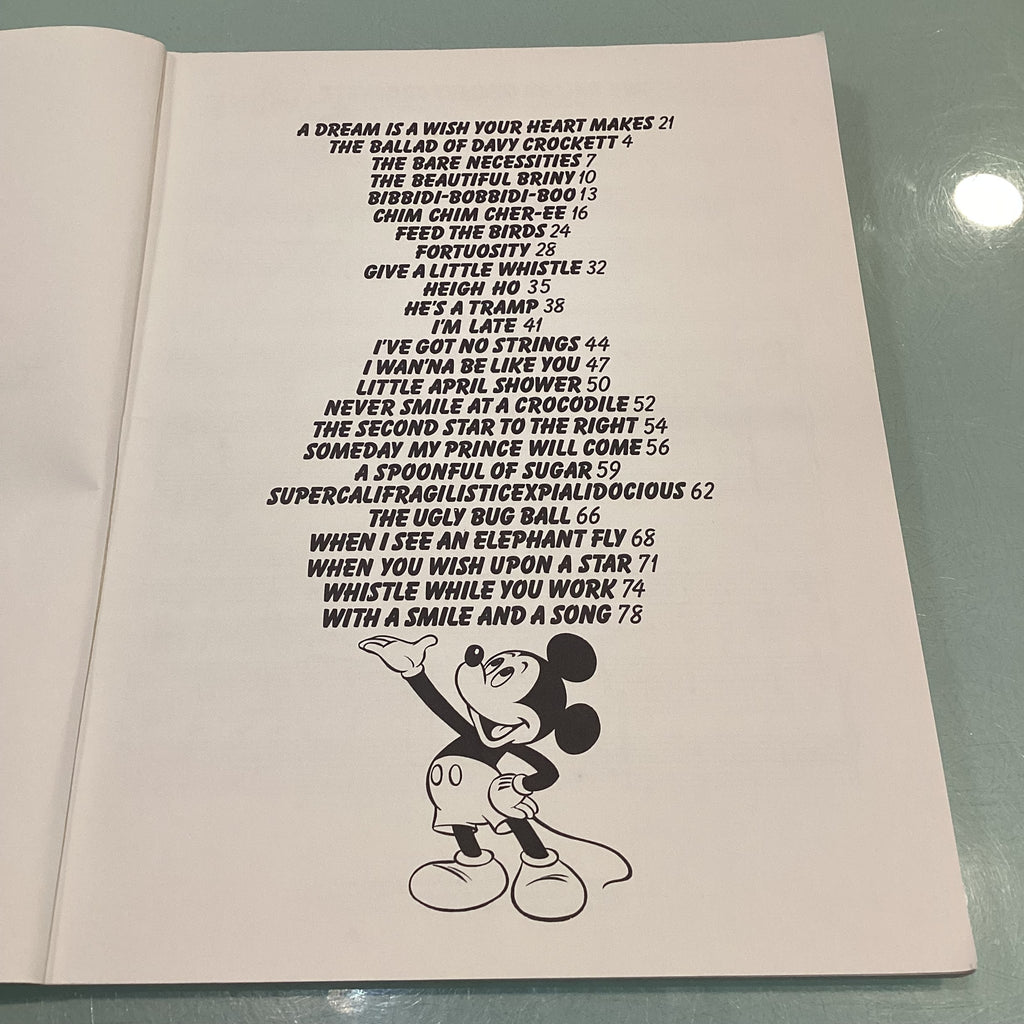 A DREAM IS A WISH YOUR HEART MAKES 21
THE BALLAD OF DAVY CROCKETT 4
THE BARE NECESSITIES 7
THE BEAUTIFUL BRINY 10
BIBBIDI-BOBBIDI-BOO 13
CHIM CHIM CHER-EE 16
FEED THE BIRDS 24
FORTUOSITY 28
GIVE A LITTLE WHISTLE 32
HEIGH HO 35
HE'S A TRAMP 38
I'M LATE 41
I'VE GOT NO STRINGS 44
I WAN'NA BE LIKE YOU 47
LITTLE APRIL SHOWER 50
NEVER SMILE AT A CROCODILE 52
THE SECOND STAR TO THE RIGHT 54
SOMEDAY MY PRINCE WILL COME 56
A SPOONFUL OF SUGAR 59
SUPERCALIFRAGILISTICEXPIALIDOCIOUS 62
THE UGLY BUG BALL 66
WHEN I SEE AN ELEPHANT FLY 68
WHEN YOU WISH UPON A STAR 71
WHISTLE WHILE YOU WORK 74
WITH A SMILE AND A SONG 78